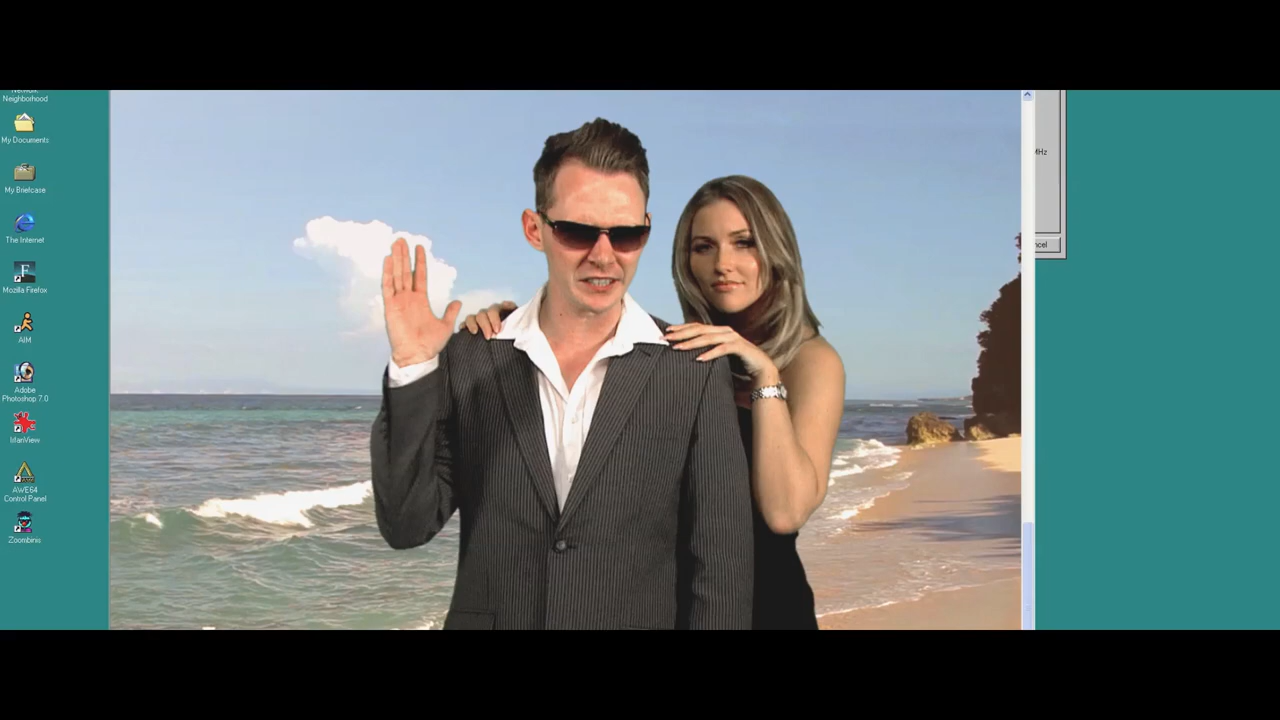 Neighborhood
My Documents
My Briefcase
The Internet
Mozilla Firefox
AIM
Adobe
Photoshop 7.0
IrfanView
AWE64
Control Panel
Zoombinis
MHz
ncel